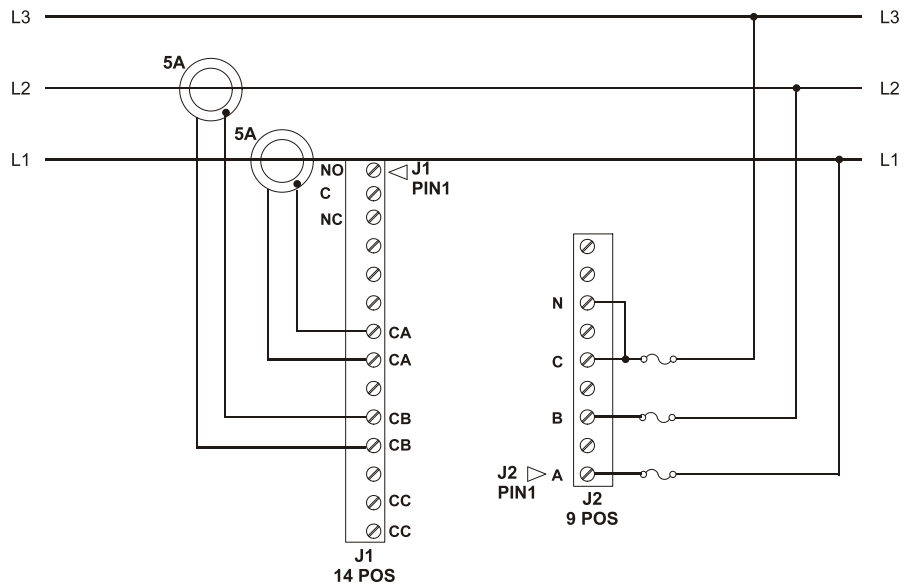 L3
L3
5A
L2
L2
5A
L1
L1
NO
J1
PIN1
C
NC
N
CA
CA
C
CB
B
CB
J2
PIN1
A
CC
J2
9 POS
CC
J1
14 POS